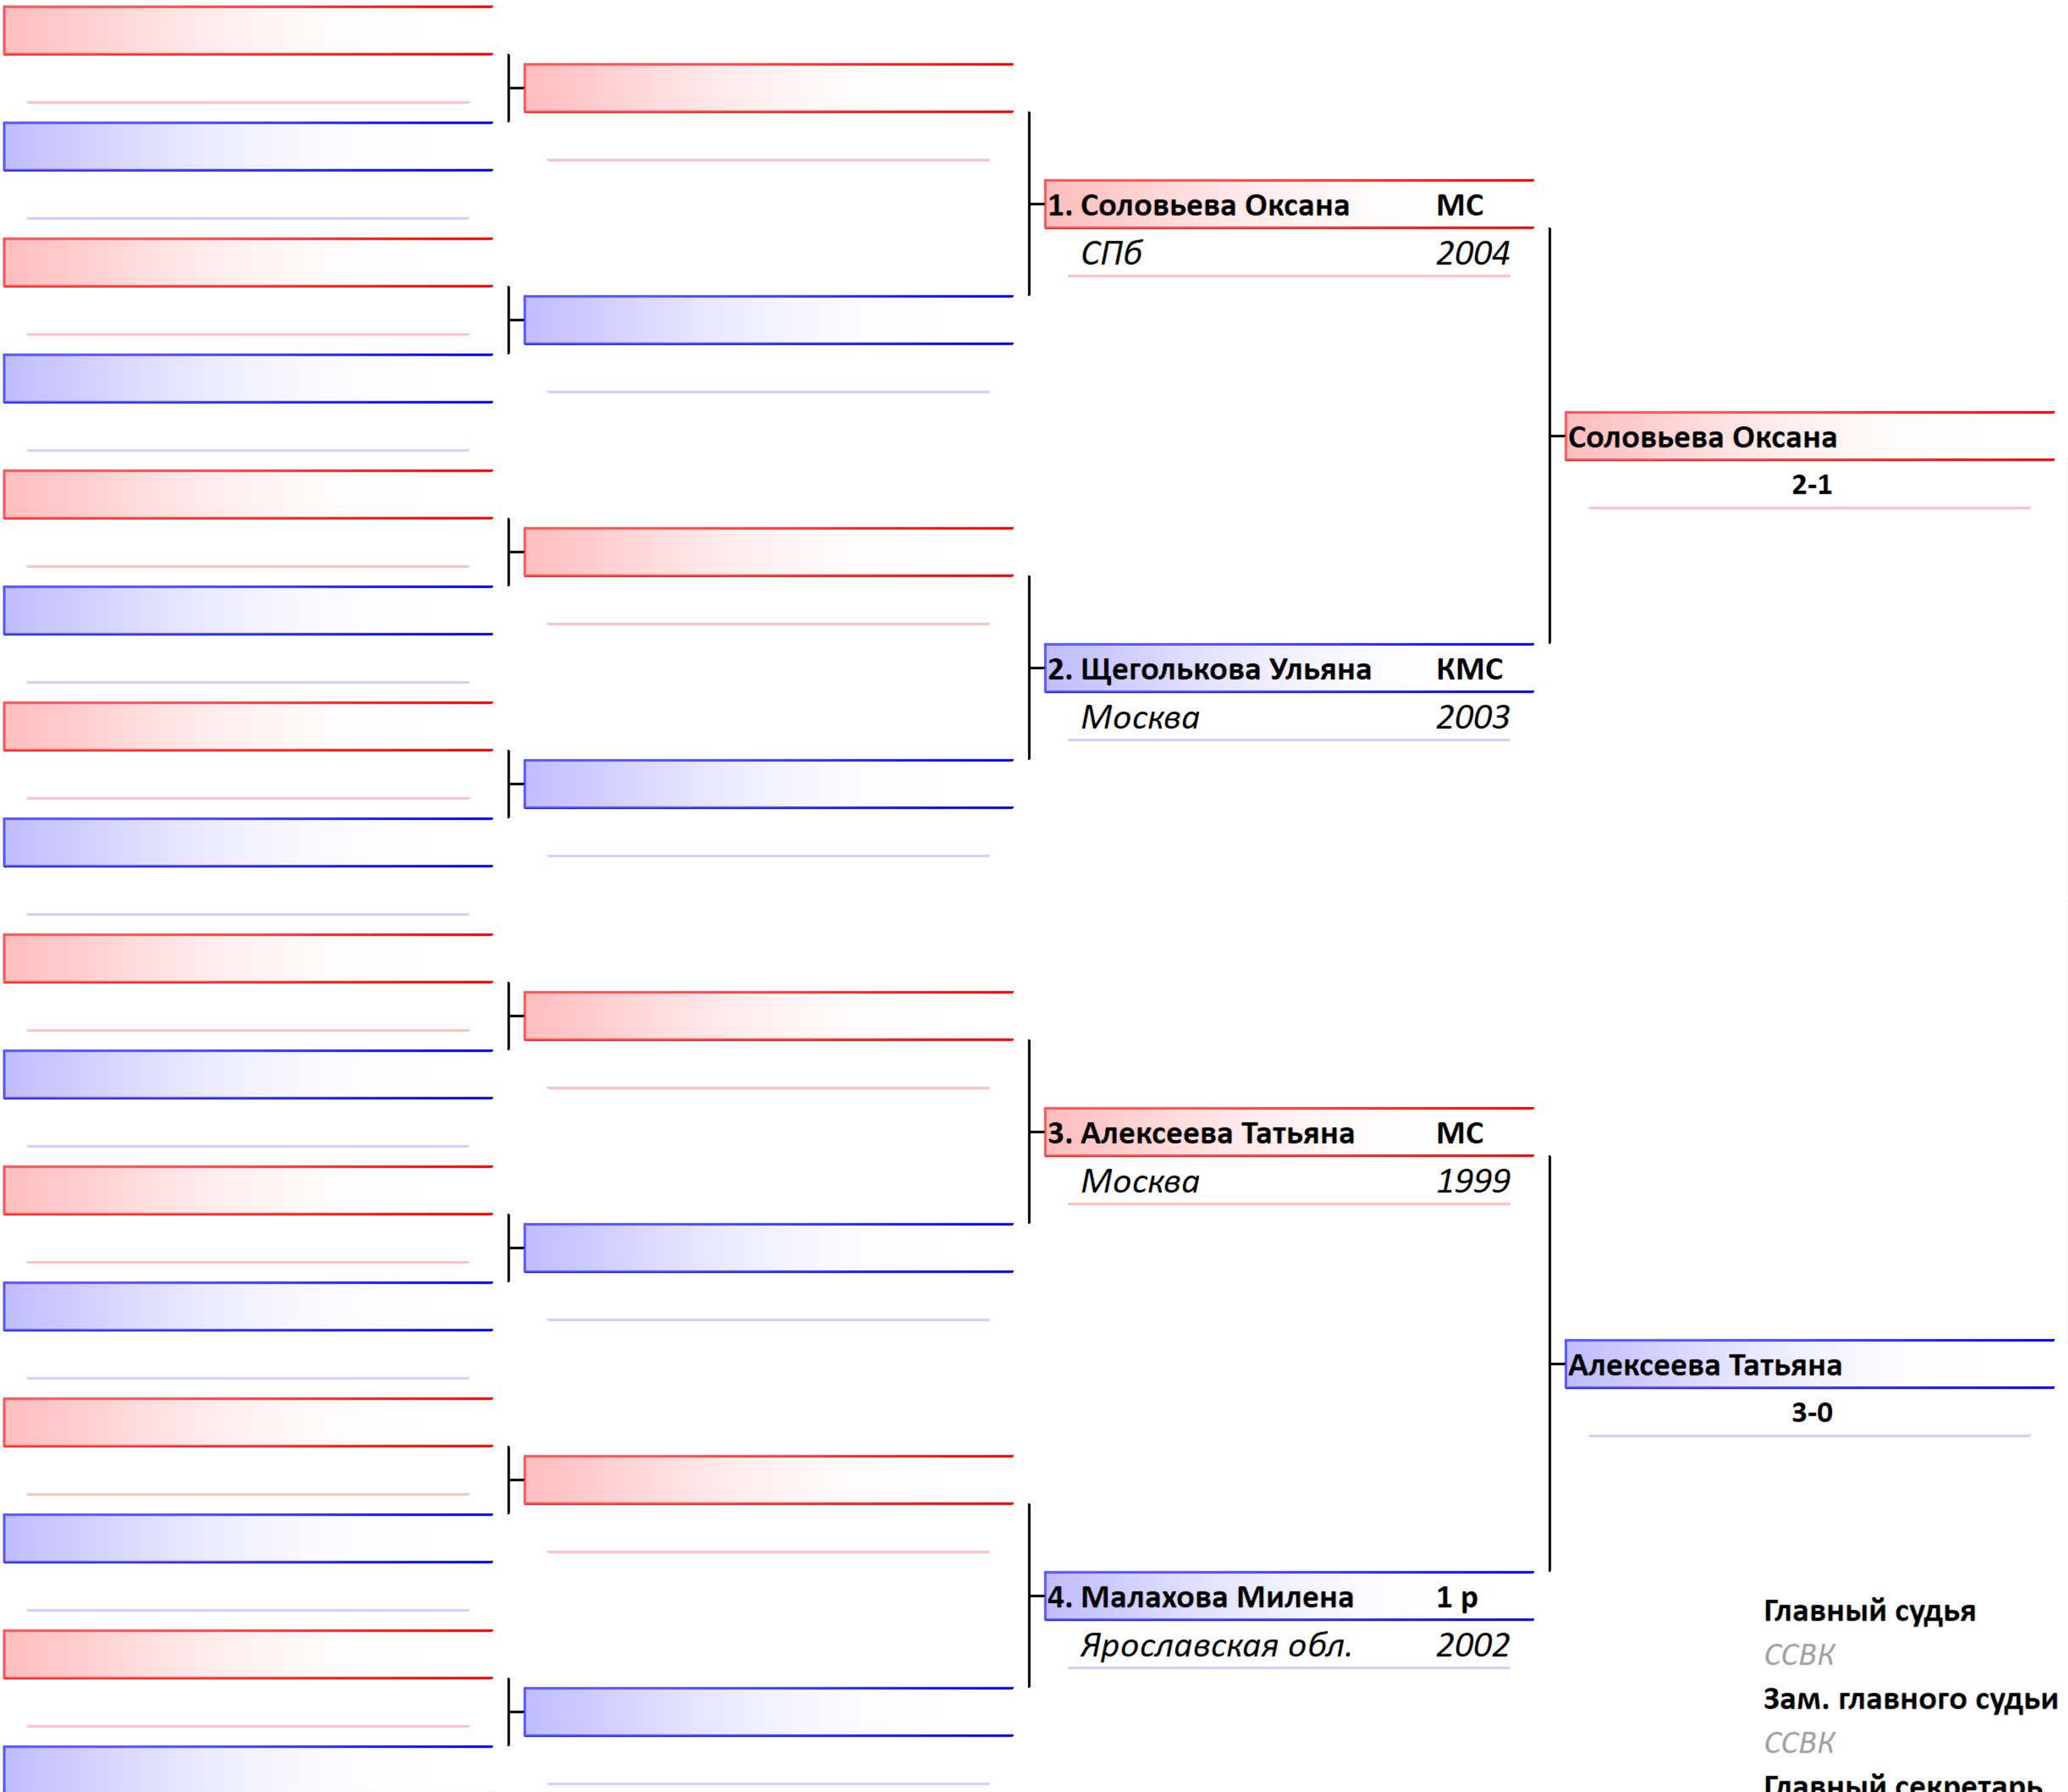 1. Соловьева Оксана МС
СПб 2004
Соловьева Оксана
2-1
2. Щеголькова Ульяна КМС
Москва 2003
3. Алексеева Татьяна МС
Москва 1999
Алексеева Татьяна
3-0
4. Малахова Милена 1 р
Ярославская обл. 2002
Главный судья
ССВК
Зам. главного судьи
ССВК
Главный секретарь